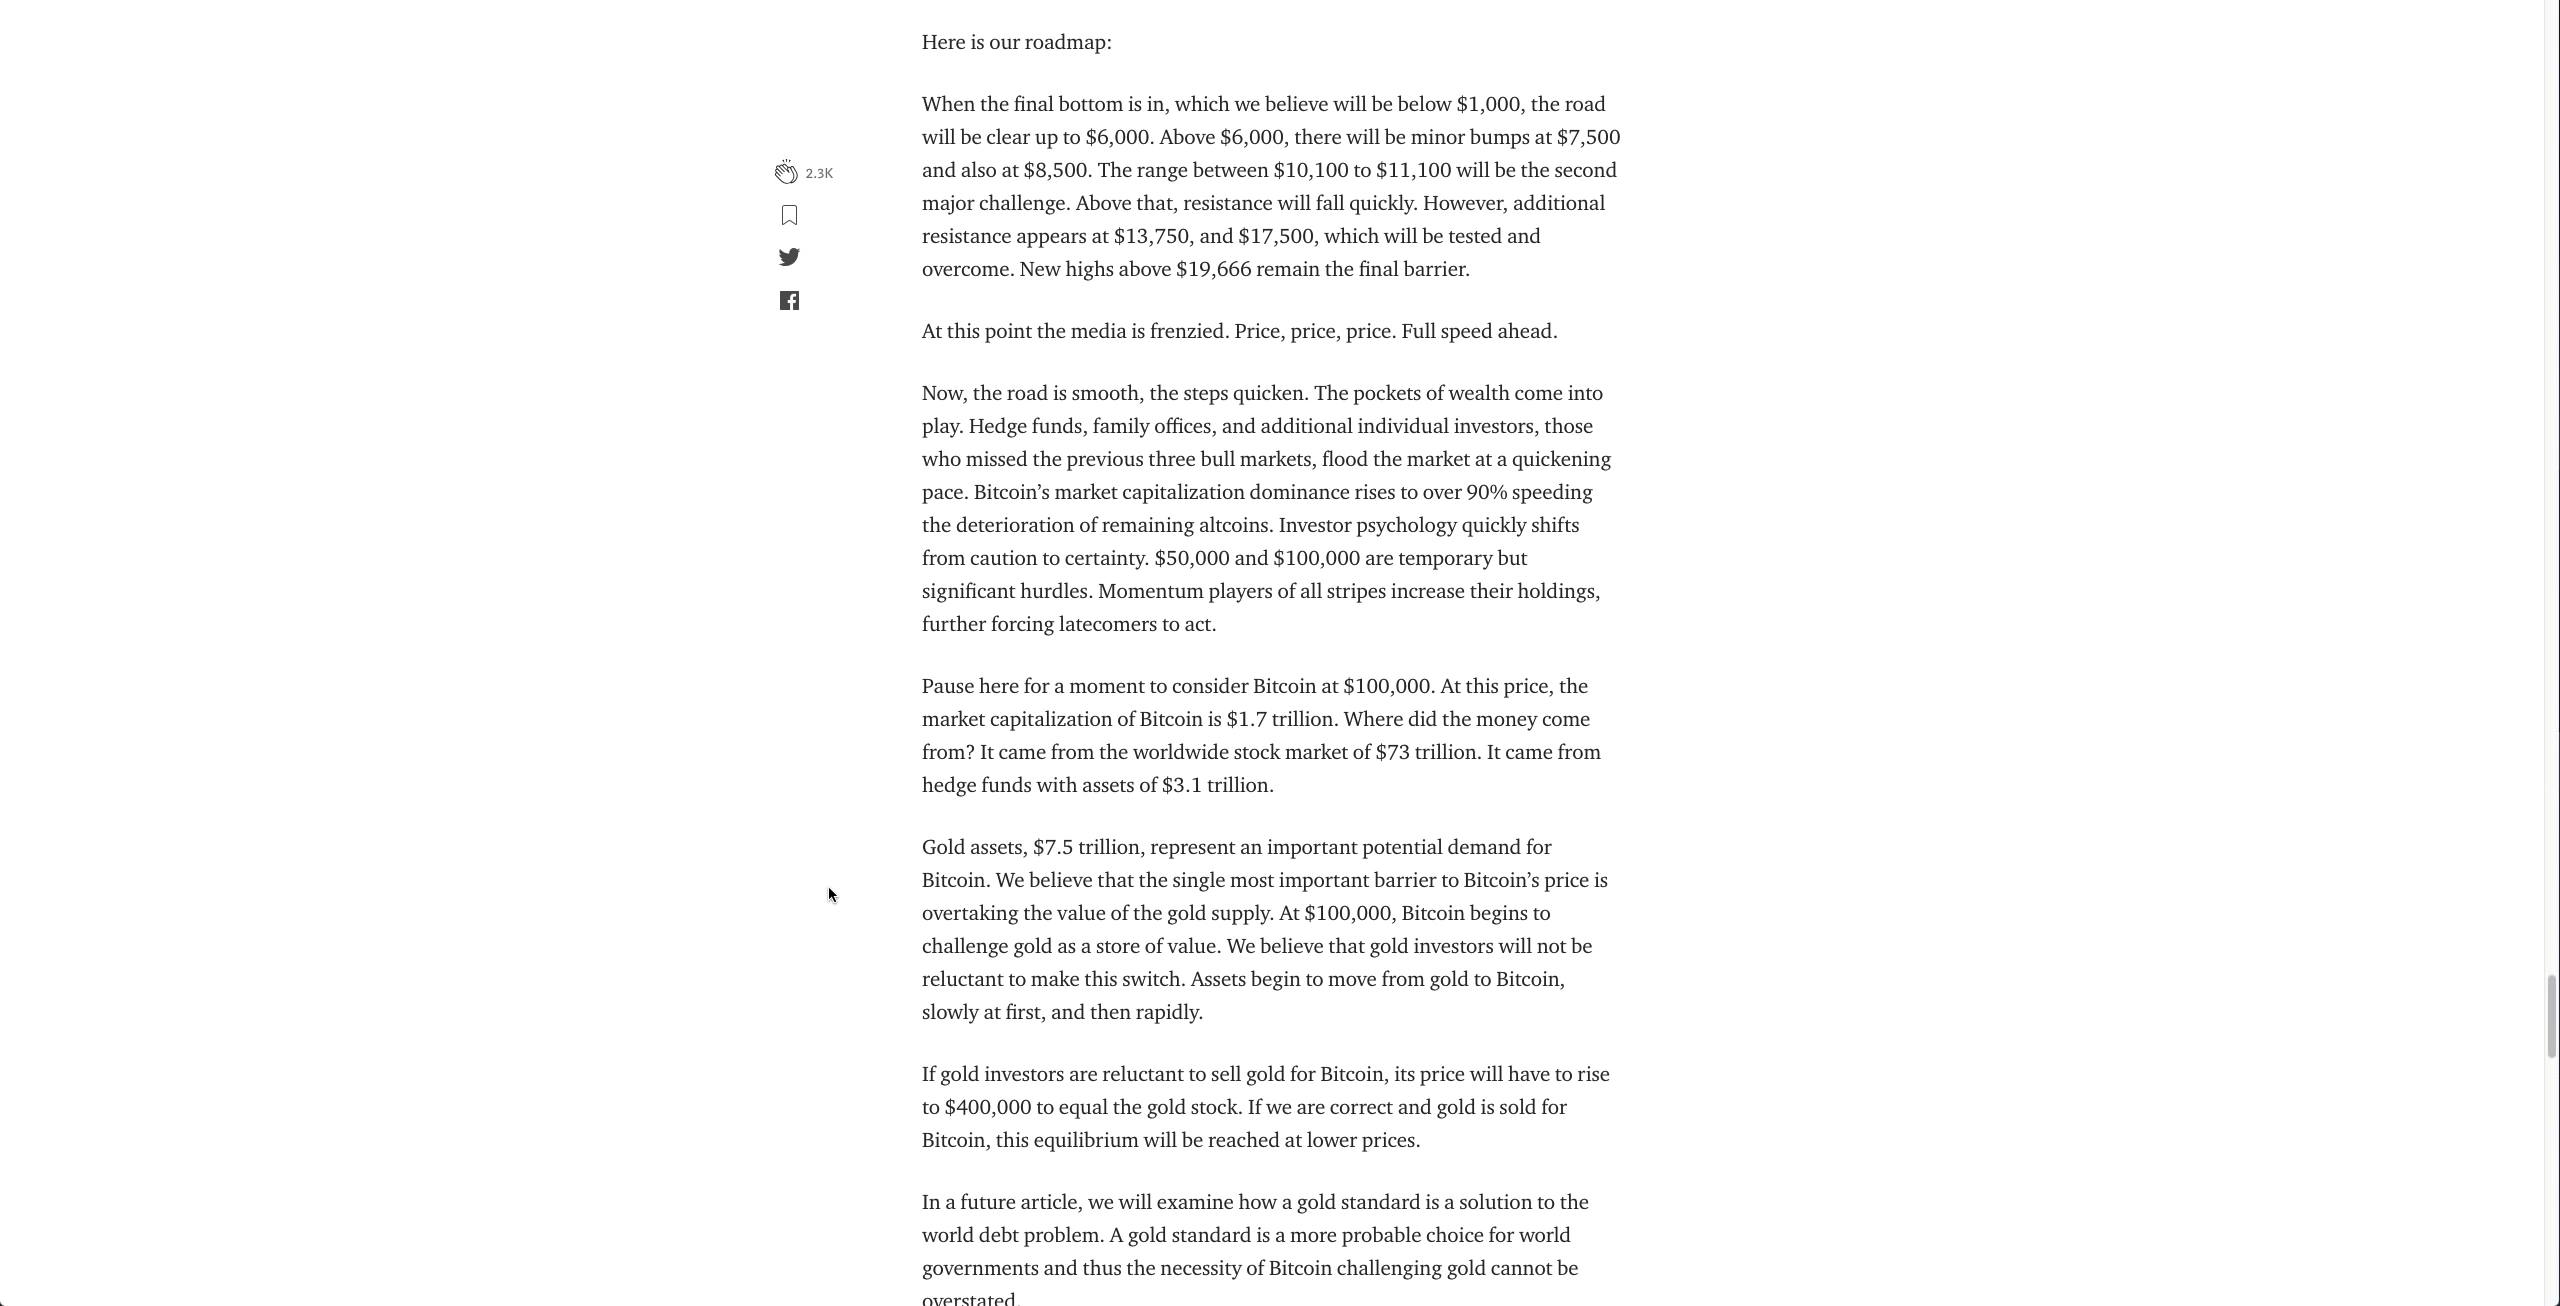 Here is our roadmap:
When the final bottom is in, which we believe will be below $1,000, the road
will be clear up to $6,000. Above $6,000, there will be minor bumps at $7,500
and also at $8,500. The range between $10,100 to $11,100 will be the second
major challenge. Above that, resistance will fall quickly. However, additional
resistance appears at $13,750, and $17,500, which will be tested and
overcome. New highs above $19,666 remain the final barrier.
2.3K
At this point the media is frenzied. Price, price, price. Full speed ahead.
Now, the road is smooth, the steps quicken. The pockets of wealth come into
play. Hedge funds, family offices, and additional individual investors, those
who missed the previous three bull markets, flood the market at a quickening
pace. Bitcoin’s market capitalization dominance rises to over 90% speeding
the deterioration of remaining altcoins. Investor psychology quickly shifts
from caution to certainty. $50,000 and $100,000 are temporary but
significant hurdles. Momentum players of all stripes increase their holdings,
further forcing latecomers to act.
Pause here for a moment to consider Bitcoin at $100,000. At this price, the
market capitalization of Bitcoin is $1.7 trillion. Where did the money come
from? It came from the worldwide stock market of $73 trillion. It came from
hedge funds with assets of $3.1 trillion.
Gold assets, $7.5 trillion, represent an important potential demand for
Bitcoin. We believe that the single most important barrier to Bitcoin’s price is
overtaking the value of the gold supply. At $100,000, Bitcoin begins to
challenge gold as a store of value. We believe that gold investors will not be
reluctant to make this switch. Assets begin to move from gold to Bitcoin,
slowly at first, and then rapidly.
If gold investors are reluctant to sell gold for Bitcoin, its price will have to rise
to $400,000 to equal the gold stock. If we are correct and gold is sold for
Bitcoin, this equilibrium will be reached at lower prices.
In a future article, we will examine how a gold standard is a solution to the
world debt problem. A gold standard is a more probable choice for world
governments and thus the necessity of Bitcoin challenging gold cannot be
overstated.